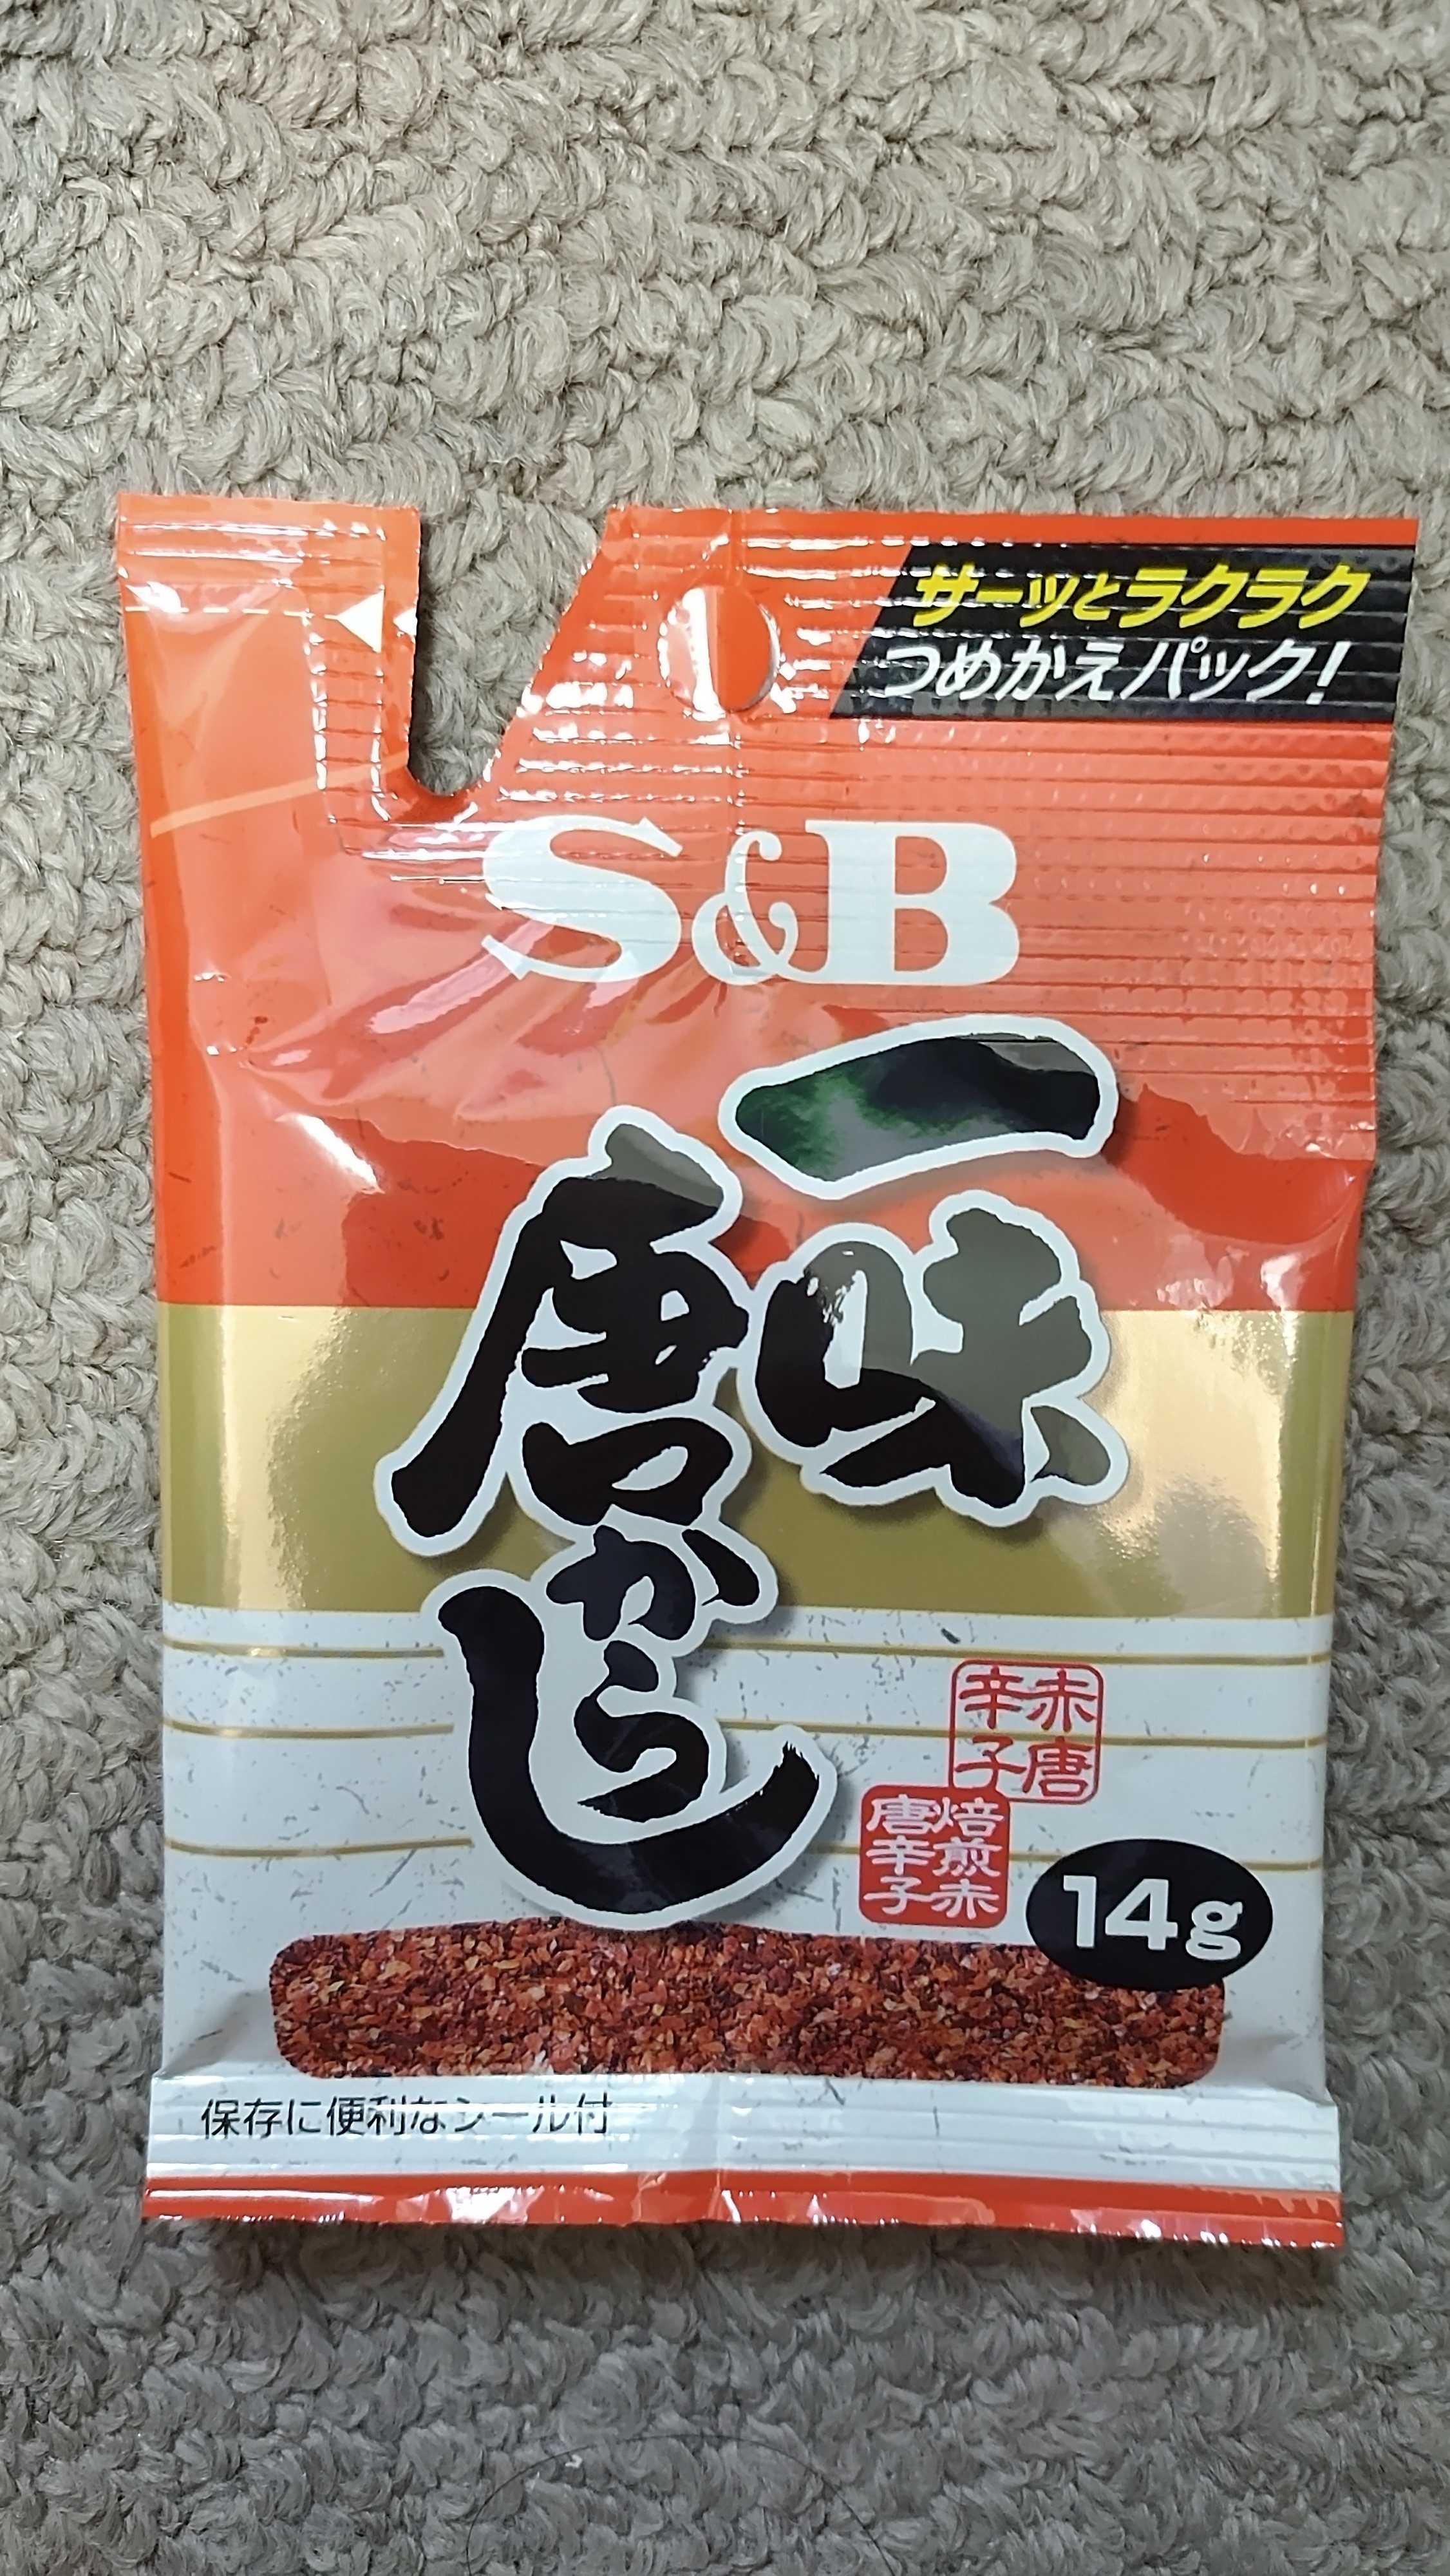 サーッとラクラク
つめかえパック!
S&B
一味
唐からし
赤唐
辛子
焙煎赤
唐辛子
14g
保存に便利なシール付